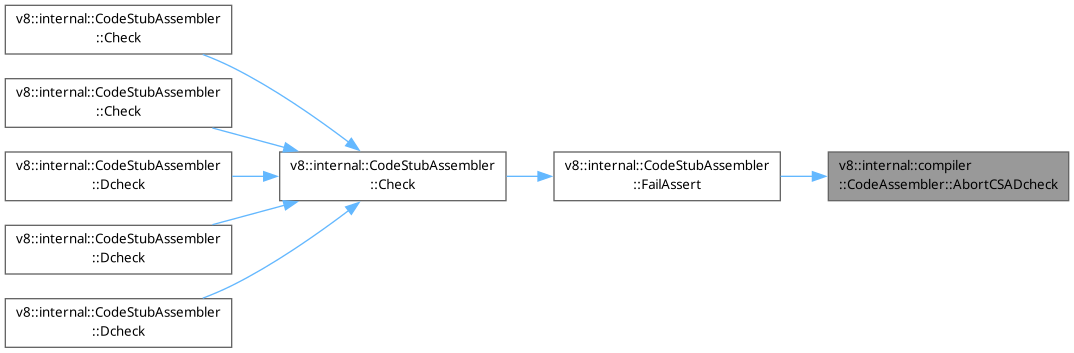 v8::internal::CodeStubAssembler
::Check
v8::internal::CodeStubAssembler
::Check
v8::internal::CodeStubAssembler
::Dcheck
v8::internal::CodeStubAssembler
::Dcheck
v8::internal::CodeStubAssembler
::Dcheck
v8::internal::CodeStubAssembler
::Check
v8::internal::CodeStubAssembler
::FailAssert
v8::internal::compiler
::CodeAssembler::AbortCSADcheck